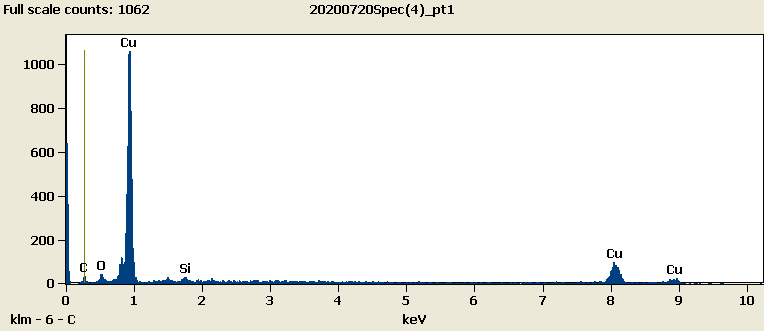 Full scale counts: 1062 20200720Spec(4)_pt1
Cu
1000
800
600
400
200
0
C O Si Cu Cu
0 1 2 3 4 5 6 7 8 9 10
klm - 6 - C keV